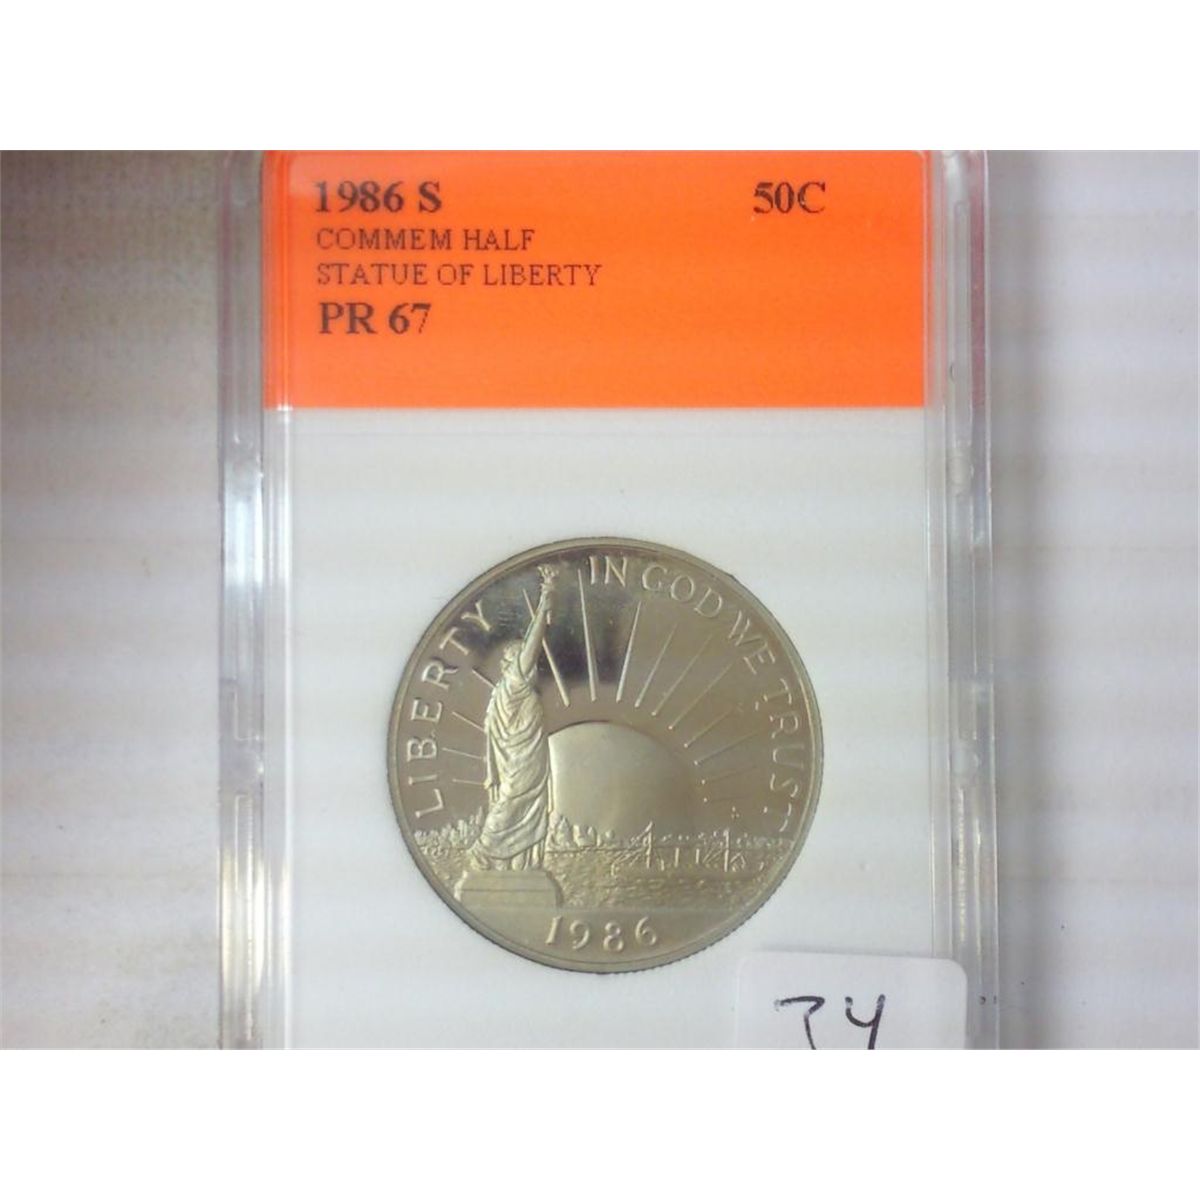 1986 S 50C
COMMEM HALF
STATUE OF LIBERTY
PR 67
LIBERTY IN GOD WE TRUST
1986